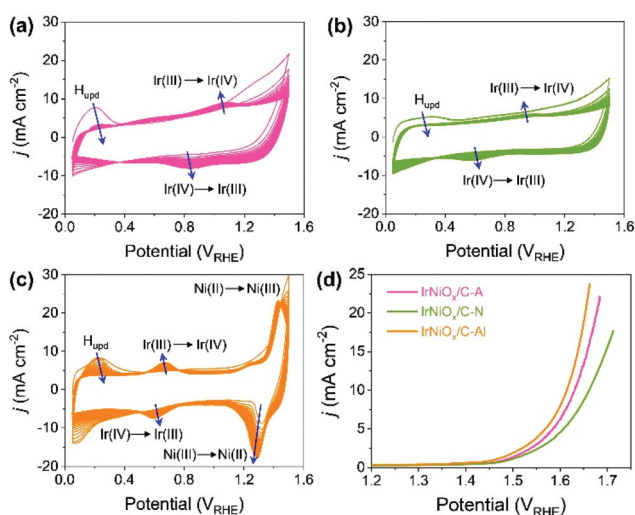 (a)
30
20
10
0
-10
-20
j (mA cm⁻²)
H_upd
Ir(III)→Ir(IV)
Ir(IV)→Ir(III)
0.0 0.4 0.8 1.2 1.6
Potential (V_RHE)
(b)
30
20
10
0
-10
-20
j (mA cm⁻²)
H_upd
Ir(III)→Ir(IV)
Ir(IV)→Ir(III)
0.0 0.4 0.8 1.2 1.6
Potential (V_RHE)
(c)
30
20
10
0
-10
-20
j (mA cm⁻²)
Ni(II)→Ni(III)
H_upd
Ir(III)→Ir(IV)
Ir(IV)→Ir(III)
Ni(III)→Ni(II)
0.0 0.4 0.8 1.2 1.6
Potential (V_RHE)
(d)
25
20
15
10
5
0
j (mA cm⁻²)
IrNiOₓ/C-A
IrNiOₓ/C-N
IrNiOₓ/C-Al
1.2 1.3 1.4 1.5 1.6 1.7
Potential (V_RHE)